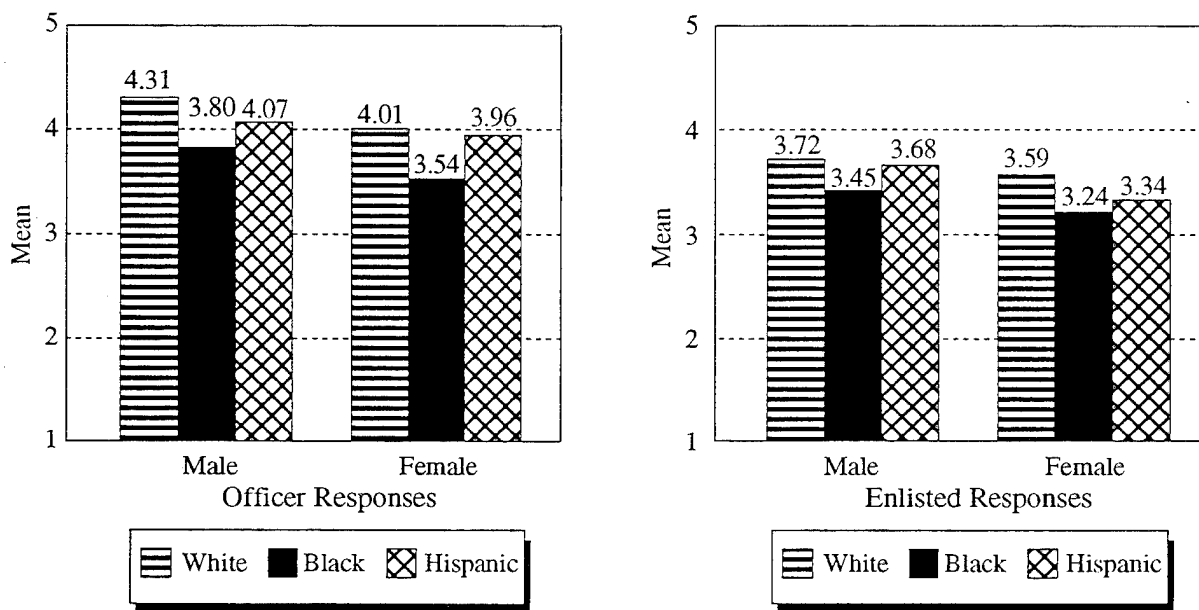 5
4
3
2
1
Mean
4.31
3.80
4.07
4.01
3.54
3.96
Male
Female
Officer Responses
White Black Hispanic
5
4
3
2
1
Mean
3.72
3.45
3.68
3.59
3.24
3.34
Male
Female
Enlisted Responses
White Black Hispanic